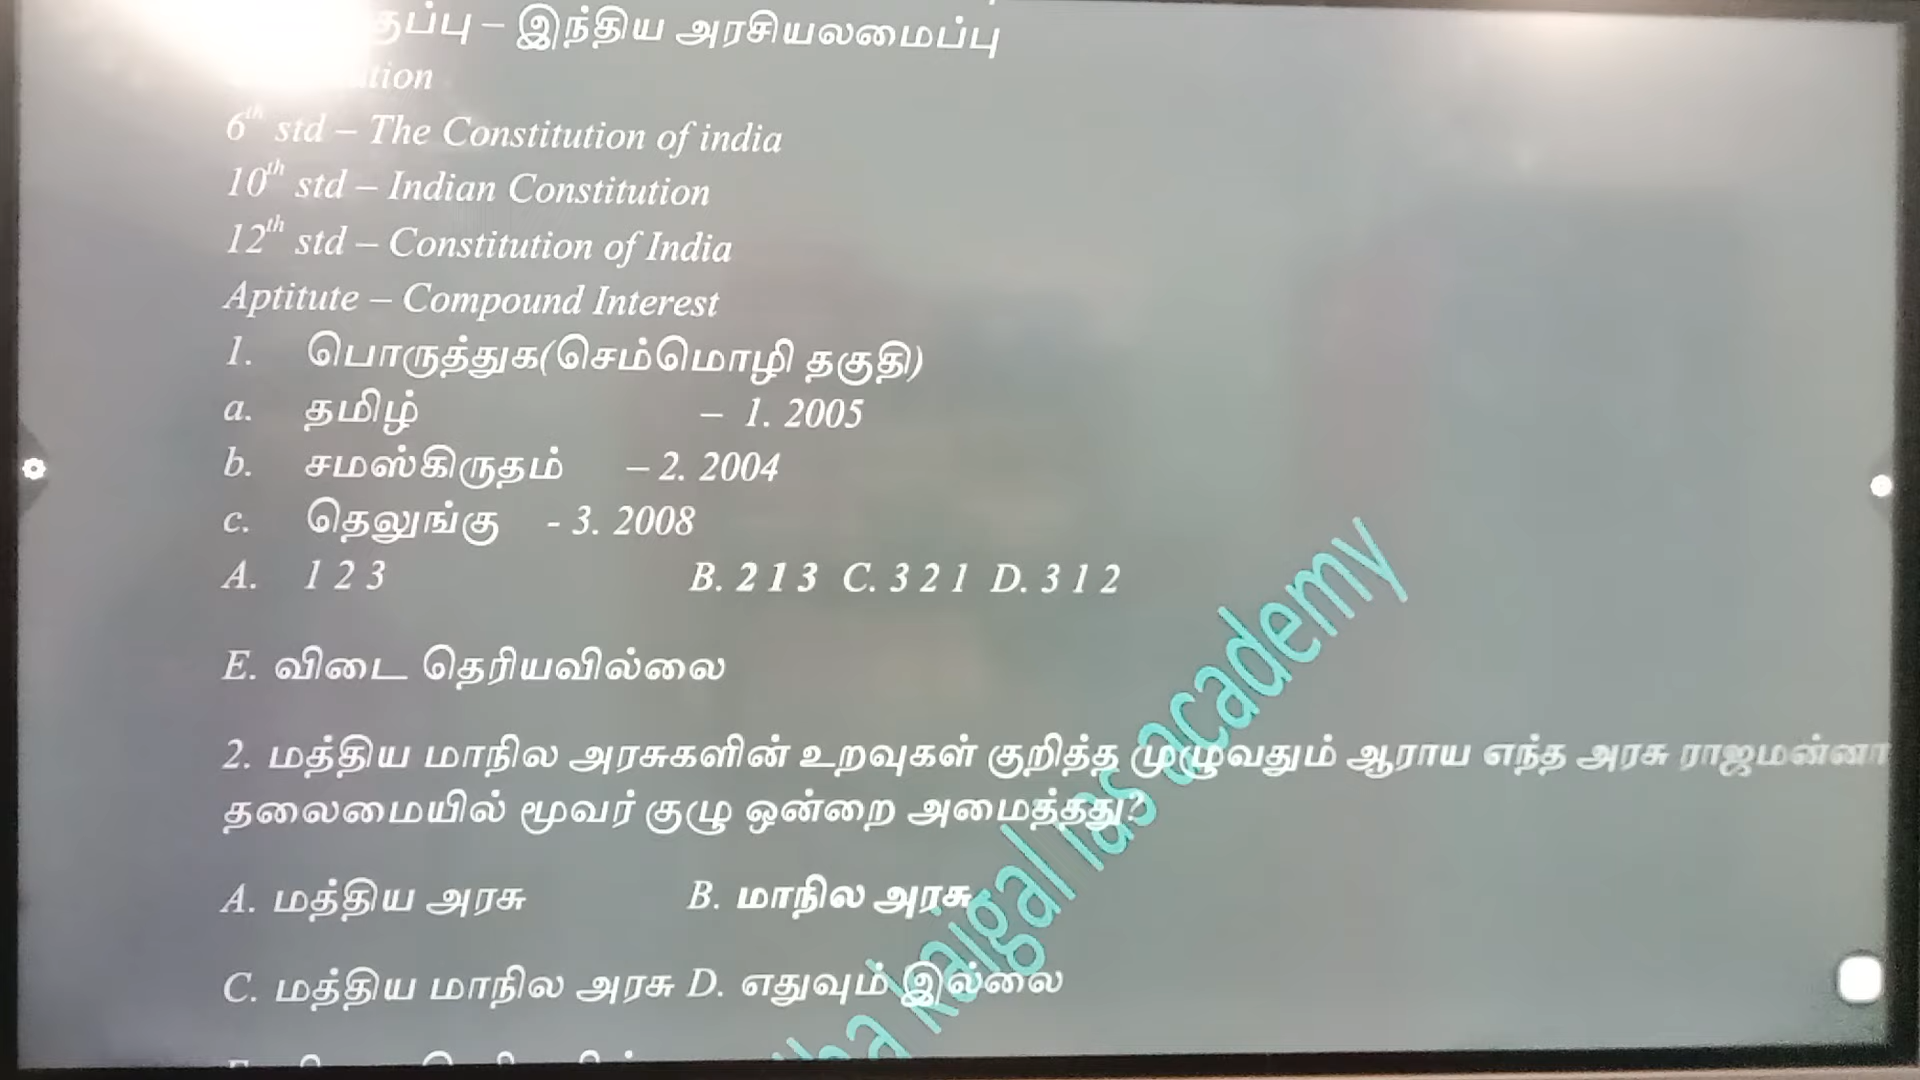 – இந்திய அரசியலமைப்பு
6th std – The Constitution of india
10th std – Indian Constitution
12th std – Constitution of India
Aptitute – Compound Interest
1. பொருத்துக(செம்மொழி தகுதி)
a. தமிழ் – 1. 2005
b. சமஸ்கிருதம் – 2. 2004
c. தெலுங்கு - 3. 2008
A. 1 2 3 B. 2 1 3 C. 3 2 1 D. 3 1 2
E. விடை தெரியவில்லை
2. மத்திய மாநில அரசுகளின் உறவுகள் குறித்த முழுவதும் ஆராய எந்த அரசு ராஜமன்னா
தலைமையில் மூவர் குழு ஒன்றை அமைத்தது?
A. மத்திய அரசு B. மாநில அரசு
C. மத்திய மாநில அரசு D. எதுவும் இல்லை
kaigal ias academy